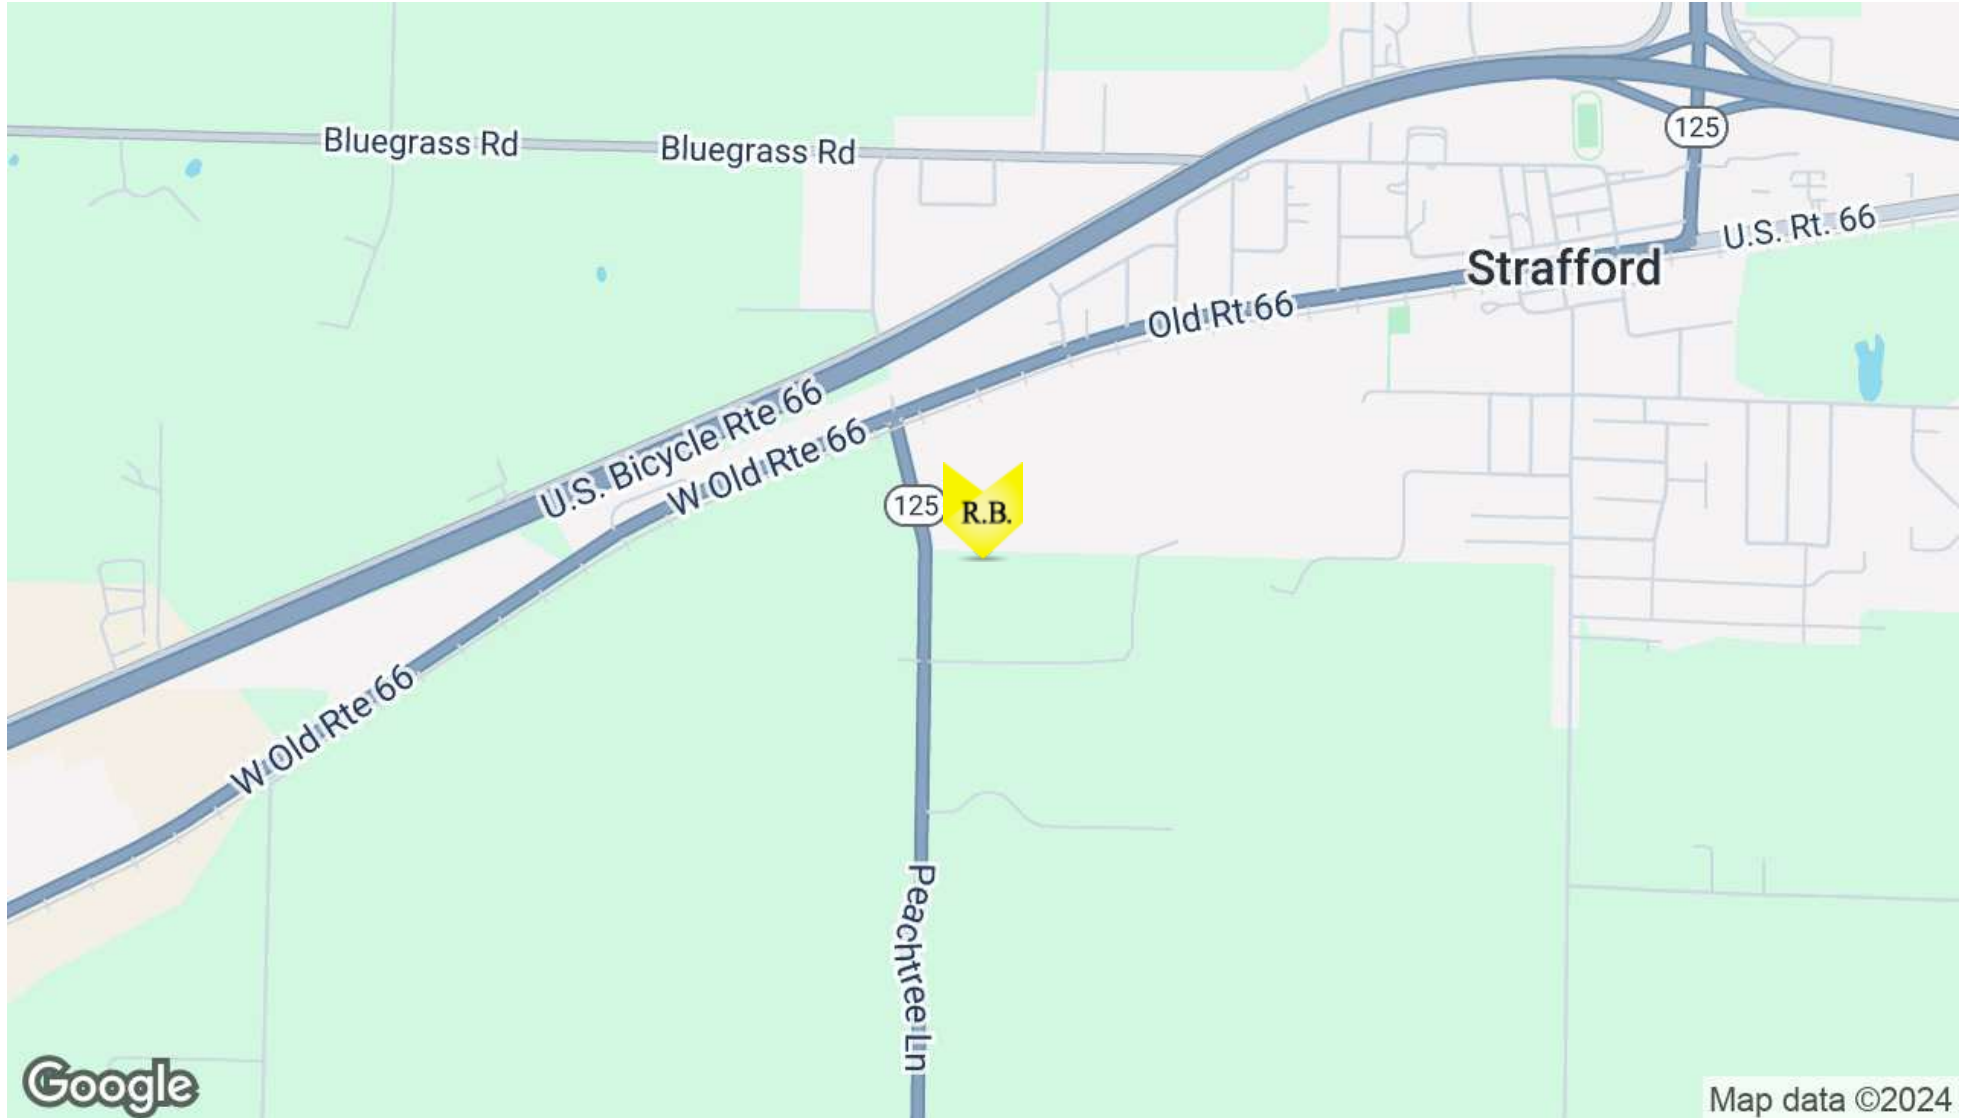 125
Bluegrass Rd
Bluegrass Rd
U.S. Rt. 66
Strafford
Old Rt 66
U.S. Bicycle Rte 66
W Old Rte 66
125
R.B.
W Old Rte 66
Peachtree Ln
Google
Map data ©2024